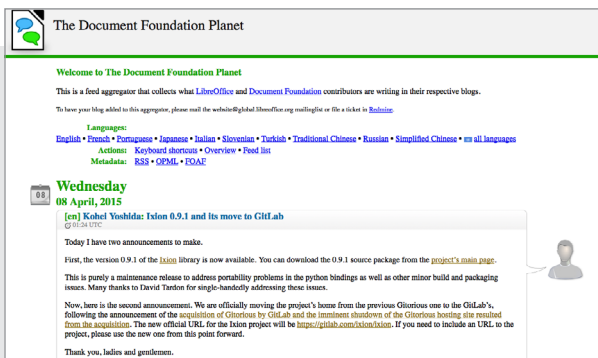 The Document Foundation Planet
Welcome to The Document Foundation Planet
This is a feed aggregator that collects what LibreOffice and Document Foundation contributors are writing in their respective blogs.
To have your blog added to this aggregator, please mail the website@global.libreoffice.org mailinglist or file a ticket in Redmine.
Languages:
English • French • Portuguese • Japanese • Italian • Slovenian • Turkish • Traditional Chinese • Russian • Simplified Chinese • all languages
Actions: Keyboard shortcuts • Overview • Feed list
Metadata: RSS • OPML • FOAF
08
Wednesday
08 April, 2015
[en] Kohei Yoshida: Ixion 0.9.1 and its move to GitLab
01:24 UTC
Today I have two announcements to make.
First, the version 0.9.1 of the Ixion library is now available. You can download the 0.9.1 source package from the project's main page.
This is purely a maintenance release to address portability problems in the python bindings as well as other minor build and packaging
issues. Many thanks to David Tardon for single-handedly addressing these issues.
Now, here is the second announcement. We are officially moving the project's home from the previous Gitorious one to the GitLab's,
following the announcement of the acquisition of Gitorious by GitLab and the imminent shutdown of the Gitorious hosting site resulted
from the acquisition. The new official URL for the Ixion project will be https://gitlab.com/ixion/ixion. If you need to include an URL to the
project, please use the new one from this point forward.
Thank you, ladies and gentlemen.